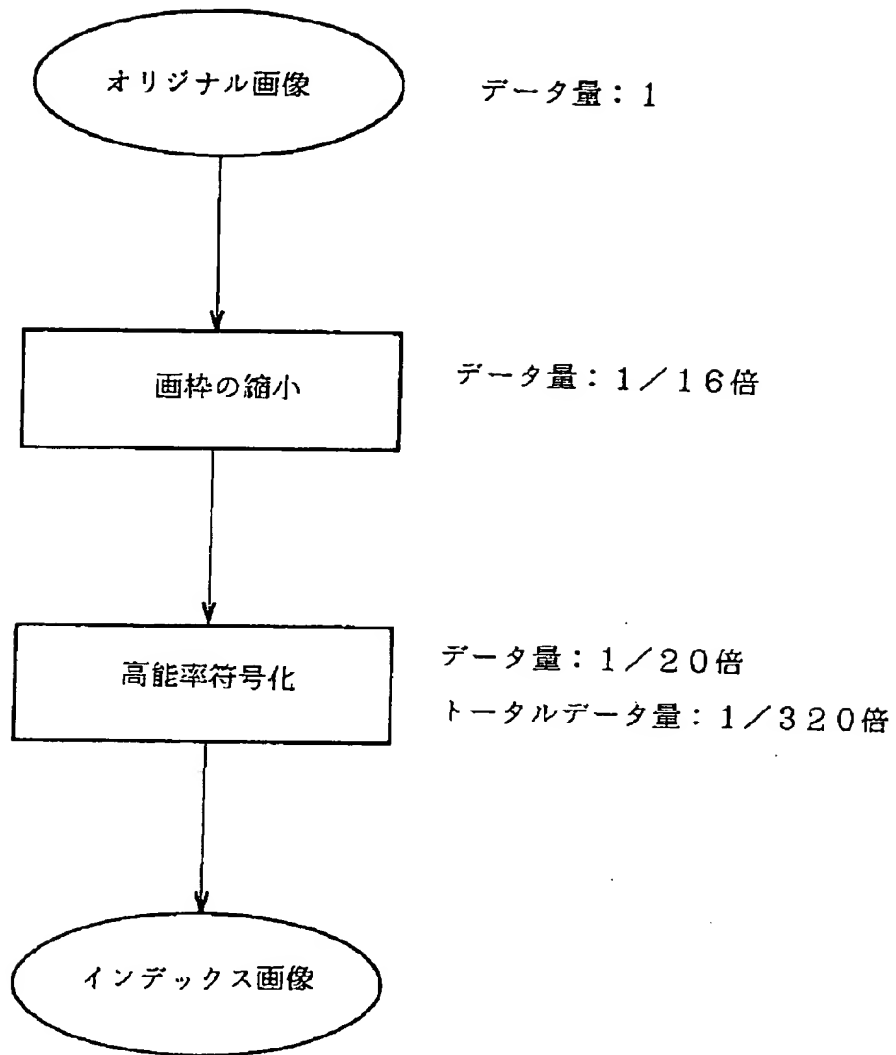 オリジナル画像
データ量：1
画枠の縮小
データ量：1／16倍
高能率符号化
データ量：1／20倍
トータルデータ量：1／320倍
インデックス画像